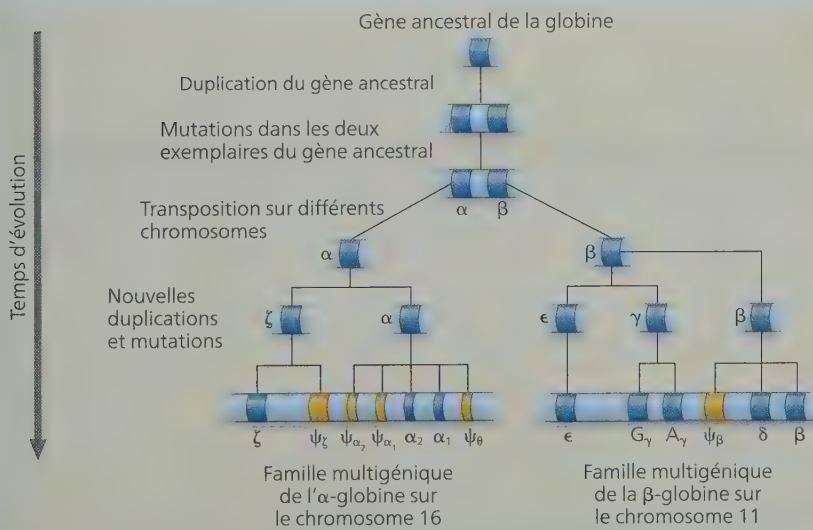 Gène ancestral de la globine
Duplication du gène ancestral
Mutations dans les deux
exemplaires du gène ancestral
α β
Transposition sur différents
chromosomes
α β
Nouvelles
duplications
et mutations
ζ α ε γ β
ζ ψζ ψα₂ ψα₁ α₂ α₁ ψθ ε Gγ Aγ ψβ δ β
Famille multigénique
de l'α-globine sur
le chromosome 16
Famille multigénique
de la β-globine sur
le chromosome 11
Temps d'évolution